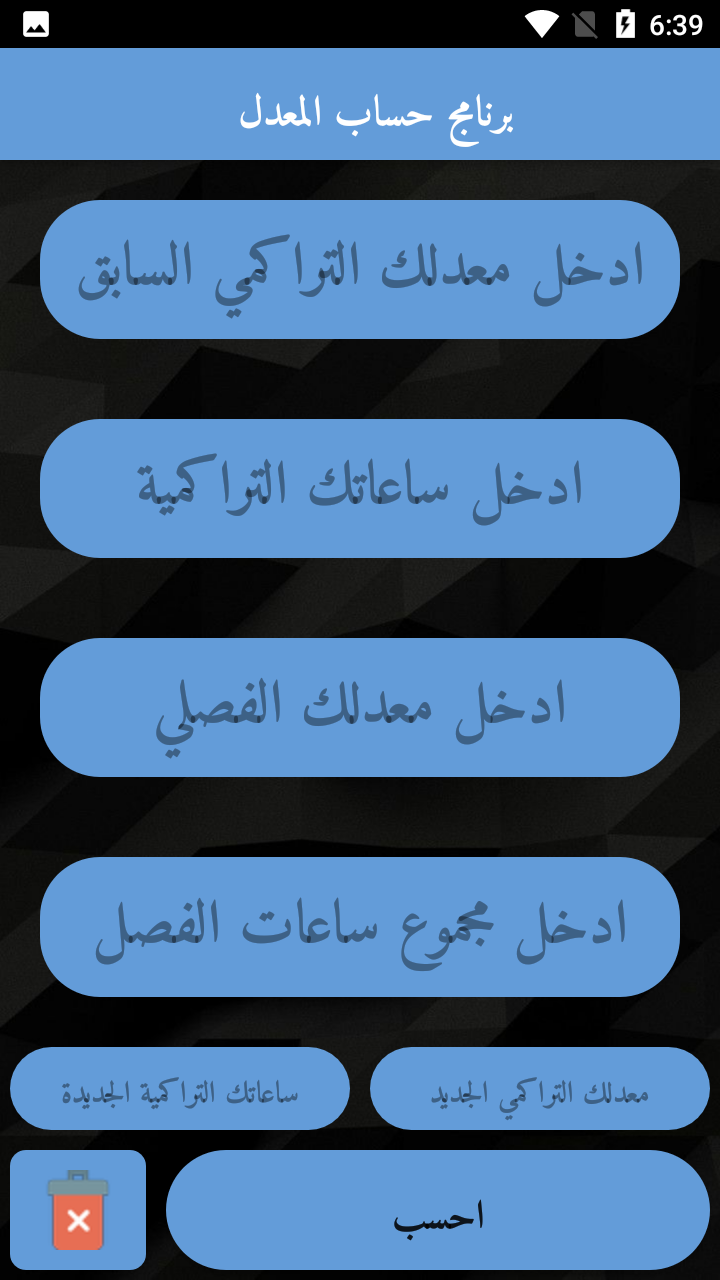 6:39
برنامج حساب المعدل
ادخل معدلك التراكمي السابق
ادخل ساعاتك التراكمية
ادخل معدلك الفصلي
ادخل مجموع ساعات الفصل
معدلك التراكمي الجديد
ساعاتك التراكمية الجديدة
احسب